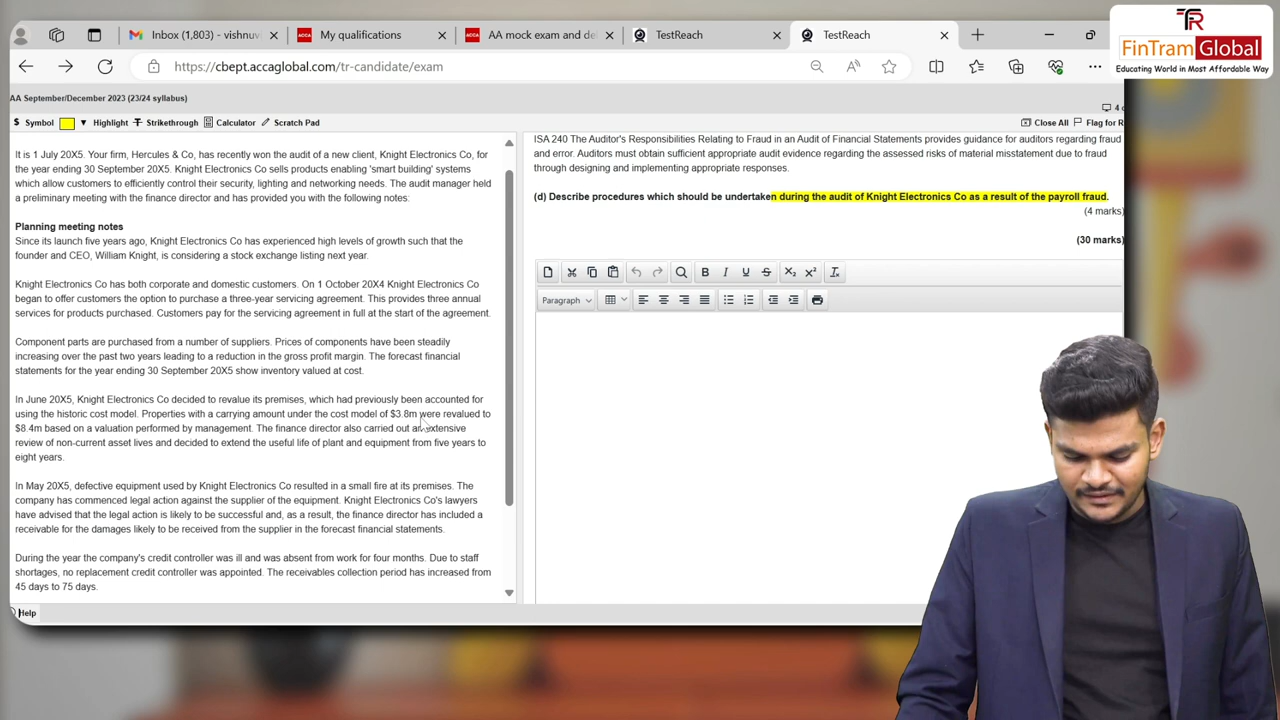 Inbox (1,803) - vishnuv
My qualifications
AA mock exam and de
TestReach
TestReach
https://cbept.accaglobal.com/tr-candidate/exam
FinTram Global
Educating World in Most Affordable Way
AA September/December 2023 (23/24 syllabus)
Symbol Highlight Strikethrough Calculator Scratch Pad
Close All Flag for R
It is 1 July 20X5. Your firm, Hercules & Co, has recently won the audit of a new client, Knight Electronics Co, for
the year ending 30 September 20X5. Knight Electronics Co sells products enabling 'smart building' systems
which allow customers to efficiently control their security, lighting and networking needs. The audit manager held
a preliminary meeting with the finance director and has provided you with the following notes:
Planning meeting notes
Since its launch five years ago, Knight Electronics Co has experienced high levels of growth such that the
founder and CEO, William Knight, is considering a stock exchange listing next year.
Knight Electronics Co has both corporate and domestic customers. On 1 October 20X4 Knight Electronics Co
began to offer customers the option to purchase a three-year servicing agreement. This provides three annual
services for products purchased. Customers pay for the servicing agreement in full at the start of the agreement.
Component parts are purchased from a number of suppliers. Prices of components have been steadily
increasing over the past two years leading to a reduction in the gross profit margin. The forecast financial
statements for the year ending 30 September 20X5 show inventory valued at cost.
In June 20X5, Knight Electronics Co decided to revalue its premises, which had previously been accounted for
using the historic cost model. Properties with a carrying amount under the cost model of $3.8m were revalued to
$8.4m based on a valuation performed by management. The finance director also carried out an extensive
review of non-current asset lives and decided to extend the useful life of plant and equipment from five years to
eight years.
In May 20X5, defective equipment used by Knight Electronics Co resulted in a small fire at its premises. The
company has commenced legal action against the supplier of the equipment. Knight Electronics Co's lawyers
have advised that the legal action is likely to be successful and, as a result, the finance director has included a
receivable for the damages likely to be received from the supplier in the forecast financial statements.
During the year the company's credit controller was ill and was absent from work for four months. Due to staff
shortages, no replacement credit controller was appointed. The receivables collection period has increased from
45 days to 75 days.
Help
ISA 240 The Auditor's Responsibilities Relating to Fraud in an Audit of Financial Statements provides guidance for auditors regarding fraud
and error. Auditors must obtain sufficient appropriate audit evidence regarding the assessed risks of material misstatement due to fraud
through designing and implementing appropriate responses.
(d) Describe procedures which should be undertaken during the audit of Knight Electronics Co as a result of the payroll fraud.
(4 marks)
(30 marks)
Paragraph